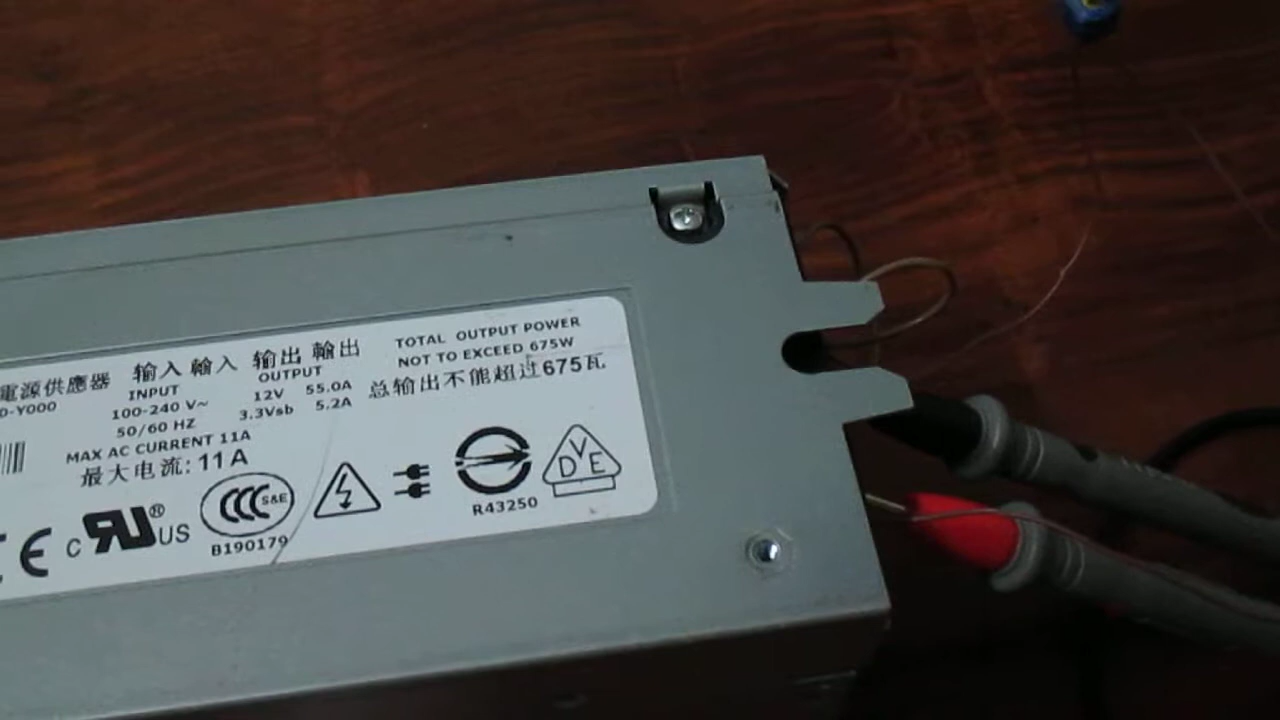 電源供應器
D-Y000
输入 輸入
INPUT
100-240 V~
50/60 HZ
MAX AC CURRENT 11A
最大电流: 11A
输出 輸出
OUTPUT
12V 55.0A
3.3Vsb 5.2A
TOTAL OUTPUT POWER
NOT TO EXCEED 675W
总输出不能超过675瓦
CE
c RU® US
CCC S&E
B190179
R43250
DVE